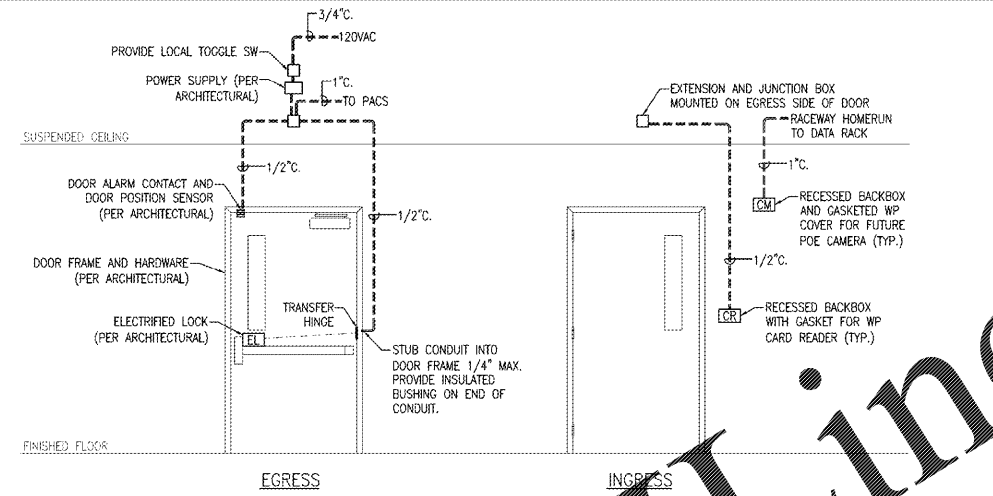 3/4"C.
120VAC
PROVIDE LOCAL TOGGLE SW
POWER SUPPLY (PER
ARCHITECTURAL)
1"C.
TO PACS
SUSPENDED CEILING
1/2"C.
DOOR ALARM CONTACT AND
DOOR POSITION SENSOR
(PER ARCHITECTURAL)
1/2"C.
DOOR FRAME AND HARDWARE
(PER ARCHITECTURAL)
ELECTRIFIED LOCK
(PER ARCHITECTURAL)
EL
TRANSFER
HINGE
STUB CONDUIT INTO
DOOR FRAME 1/4" MAX.
PROVIDE INSULATED
BUSHING ON END OF
CONDUIT.
FINISHED FLOOR
EGRESS
EXTENSION AND JUNCTION BOX
MOUNTED ON EGRESS SIDE OF DOOR
RACEWAY HOMERUN
TO DATA RACK
1"C.
CM
RECESSED BACKBOX
AND GASKETED WP
COVER FOR FUTURE
POE CAMERA (TYP.)
1/2"C.
CR
RECESSED BACKBOX
WITH GASKET FOR WP
CARD READER (TYP.)
INGRESS